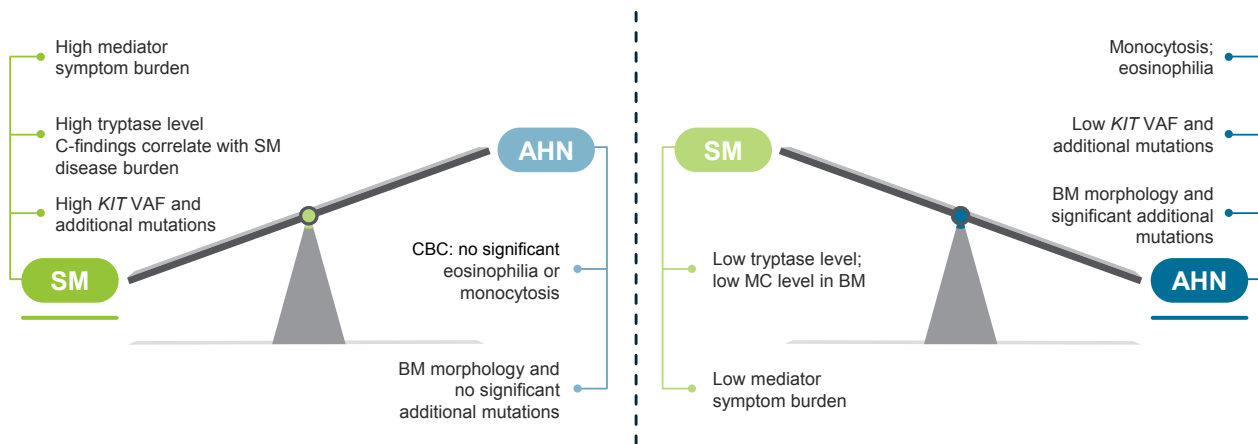 High mediator
symptom burden
High tryptase level
C-findings correlate with SM
disease burden
High KIT VAF and
additional mutations
SM
AHN
CBC: no significant
eosinophilia or
monocytosis
BM morphology and
no significant
additional mutations
SM
Low tryptase level;
low MC level in BM
Low mediator
symptom burden
Monocytosis;
eosinophilia
Low KIT VAF and
additional mutations
BM morphology and
significant additional
mutations
AHN